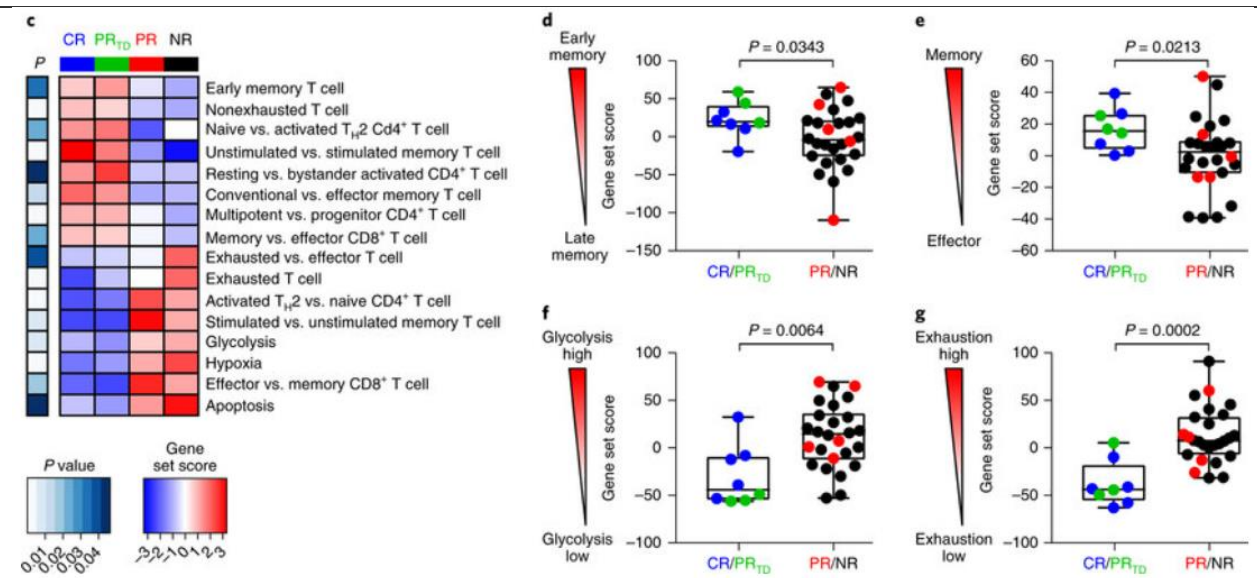 c
CR PR_TD PR NR
P
Early memory T cell
Nonexhausted T cell
Naive vs. activated T_H2 Cd4⁺ T cell
Unstimulated vs. stimulated memory T cell
Resting vs. bystander activated CD4⁺ T cell
Conventional vs. effector memory T cell
Multipotent vs. progenitor CD4⁺ T cell
Memory vs. effector CD8⁺ T cell
Exhausted vs. effector T cell
Exhausted T cell
Activated T_H2 vs. naive CD4⁺ T cell
Stimulated vs. unstimulated memory T cell
Glycolysis
Hypoxia
Effector vs. memory CD8⁺ T cell
Apoptosis
P value
0.01 0.02 0.03 0.04
Gene
set score
−3 −2 −1 0 1 2 3
d
Early
memory
Late
memory
Gene set score
100
50
0
−50
−100
−150
P = 0.0343
CR/PR_TD PR/NR
e
Memory
Effector
Gene set score
60
40
20
0
−20
−40
−60
P = 0.0213
CR/PR_TD PR/NR
f
Glycolysis
high
Glycolysis
low
Gene set score
100
50
0
−50
−100
P = 0.0064
CR/PR_TD PR/NR
g
Exhaustion
high
Exhaustion
low
Gene set score
100
50
0
−50
−100
P = 0.0002
CR/PR_TD PR/NR